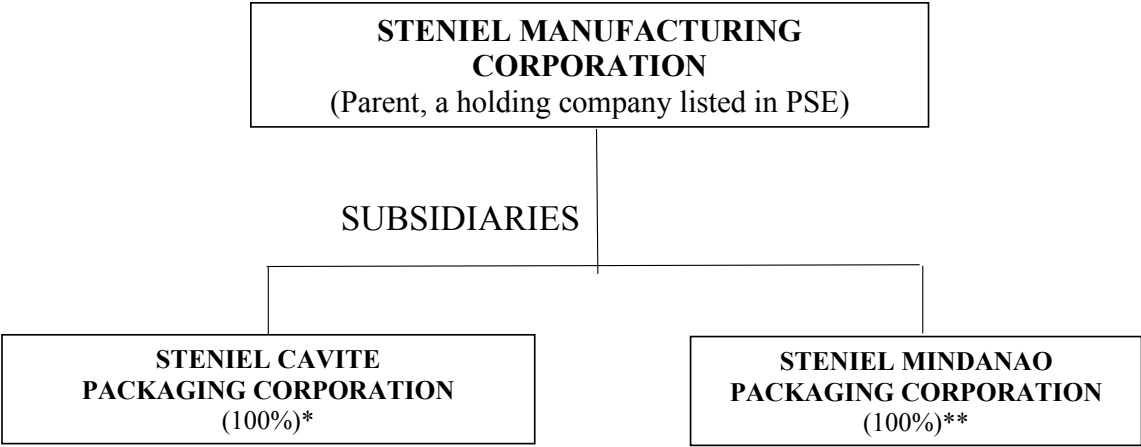 STENIEL MANUFACTURING
CORPORATION
(Parent, a holding company listed in PSE)
SUBSIDIARIES
STENIEL CAVITE
PACKAGING CORPORATION
(100%)*
STENIEL MINDANAO
PACKAGING CORPORATION
(100%)**